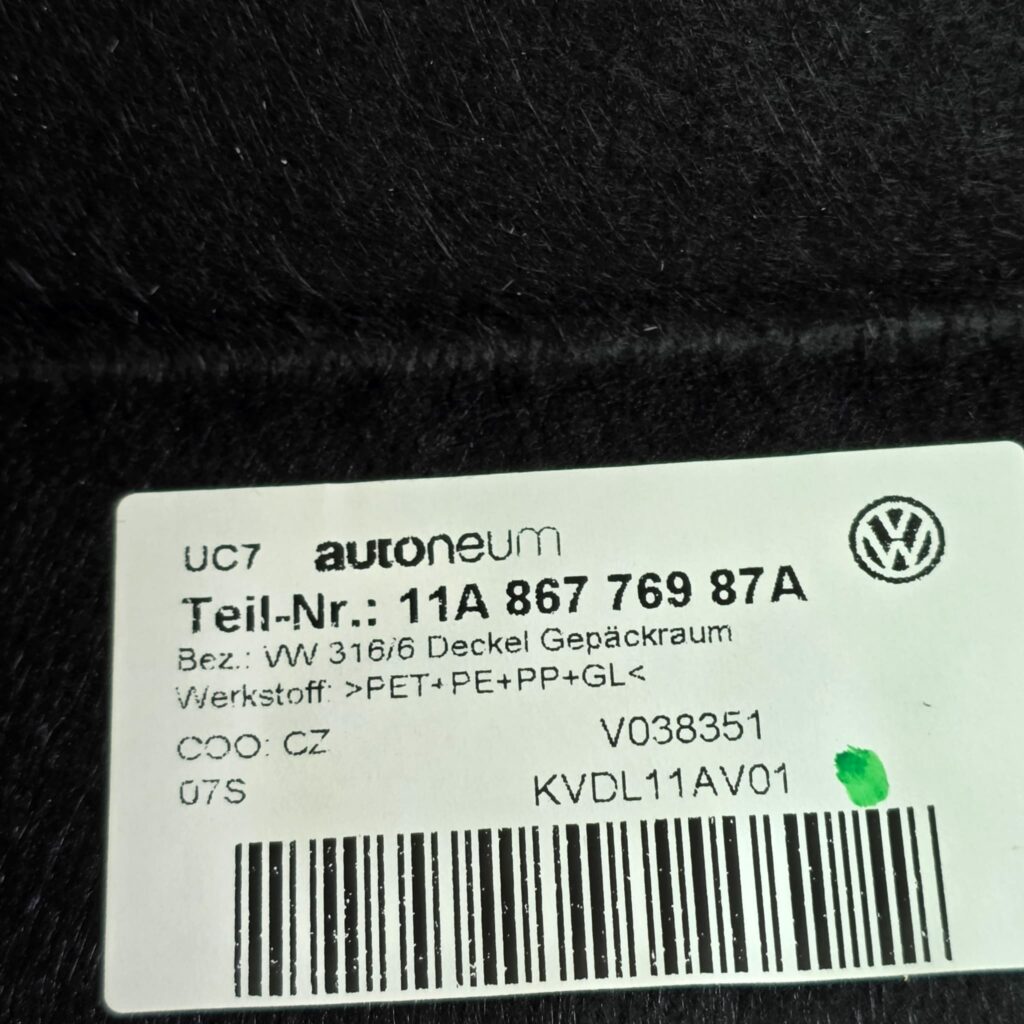 UC7 autoneum
Teil-Nr.: 11A 867 769 87A
Bez.: VW 316/6 Deckel Gepäckraum
Werkstoff: >PET+PE+PP+GL<
COO: CZ V038351
07S KVDL11AV01